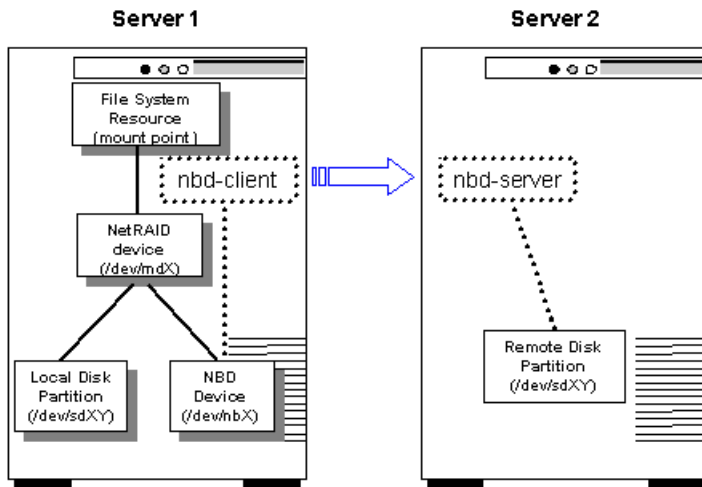 Server 1
Server 2
File System
Resource
(mount point)
nbd-client
nbd-server
NetRAID
device
(/dev/mdX)
Local Disk
Partition
(/dev/sdXY)
NBD
Device
(/dev/nbX)
Remote Disk
Partition
(/dev/sdXY)